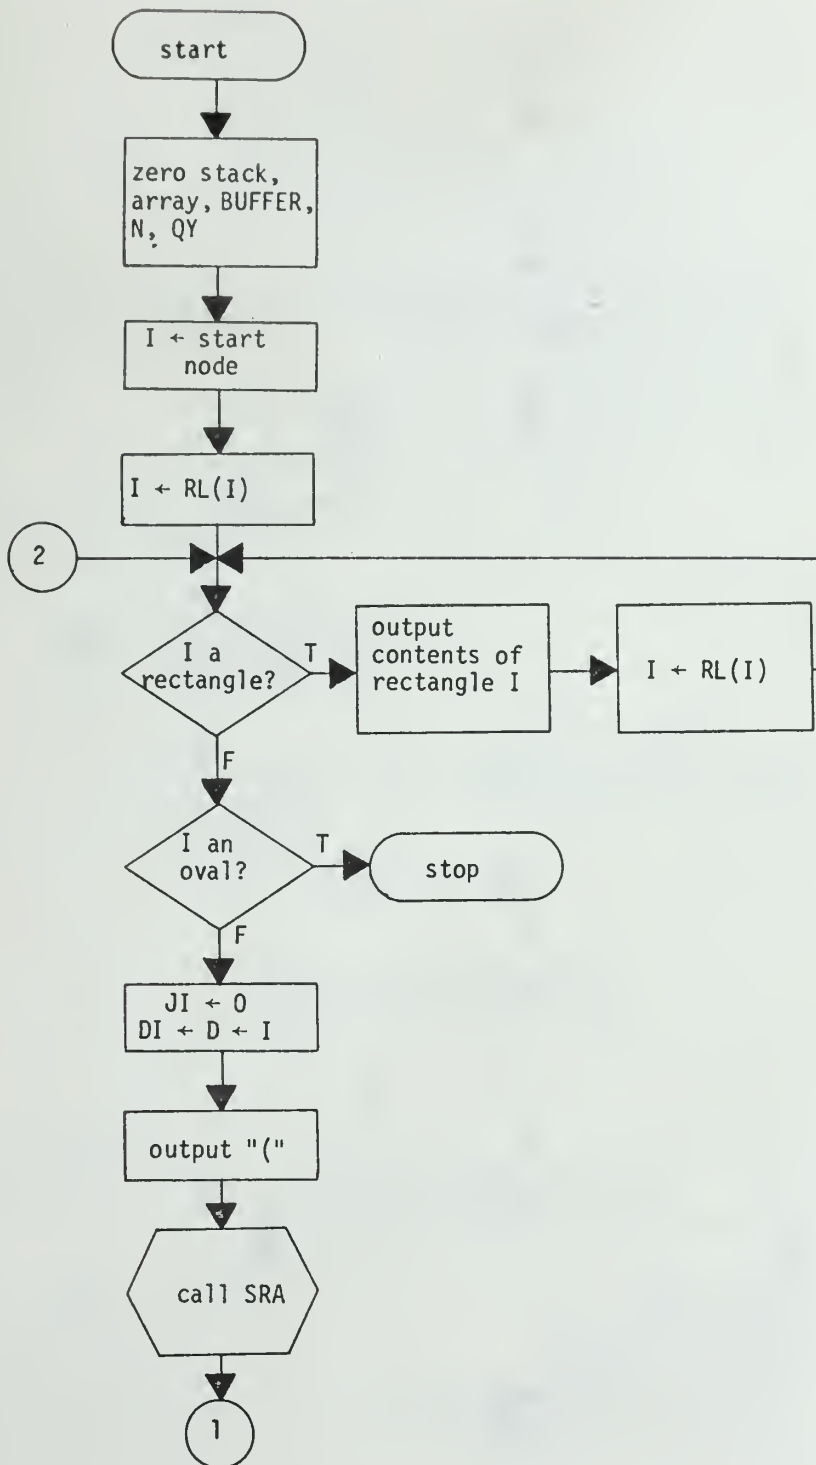 start
zero stack,
array, BUFFER,
N, QY
I ← start
node
I ← RL(I)
2
I a
rectangle?
T
output
contents of
rectangle I
I ← RL(I)
F
I an
oval?
T
stop
F
JI ← 0
DI ← D ← I
output "("
call SRA
1